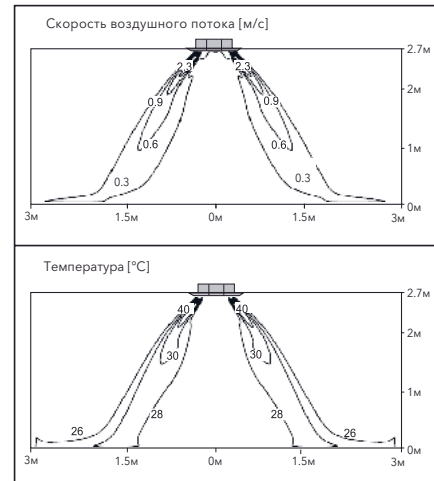 Скорость воздушного потока [м/с]
2.7м
2.3 2.3
2м
0.9 0.9
0.6 0.6
1м
0.3 0.3
0м
3м 1.5м 0м 1.5м 3м
Температура [°C]
2.7м
40 40
2м
30 30
1м
28 28
26 26
0м
3м 1.5м 0м 1.5м 3м